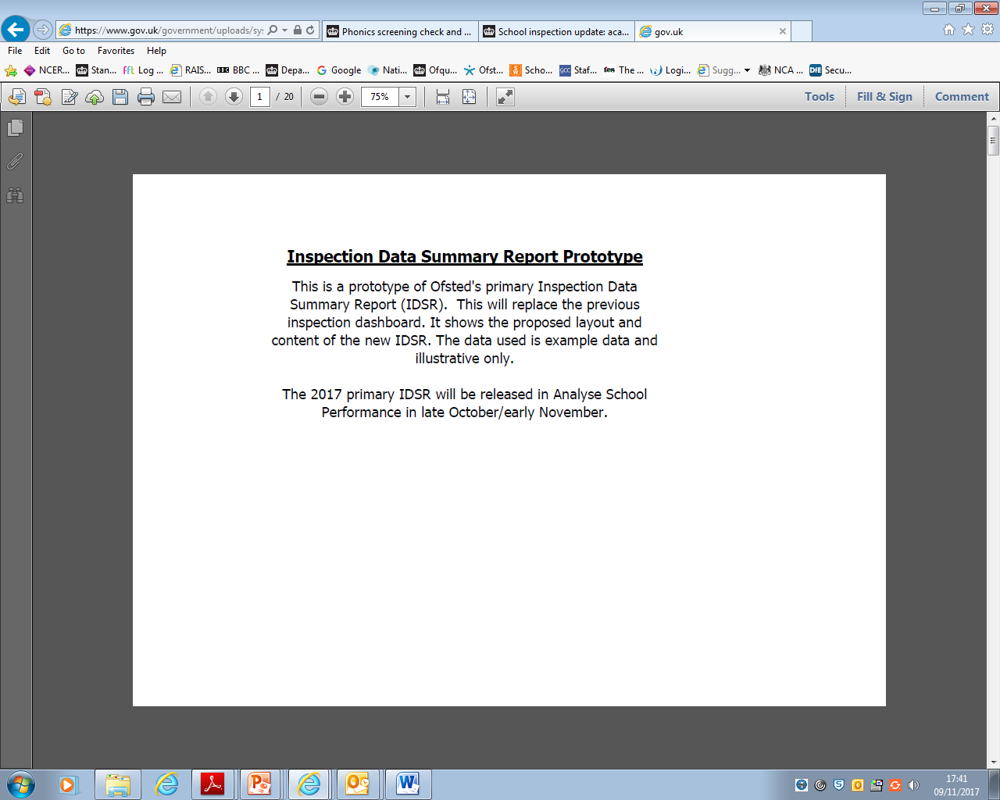 https://www.gov.uk/government/uploads/sy
Phonics screening check and ...
School inspection update: aca...
gov.uk
File Edit Go to Favorites Help
NCER... Stan... fft Log ... RAIS... BBC BBC ... Depa... Google Nati... Ofqu... Ofst... Scho... GCC Staf... tes The ... Logi... Sugg... NCA ... DfE Secu...
1 / 20 75% Tools Fill & Sign Comment
Inspection Data Summary Report Prototype
This is a prototype of Ofsted's primary Inspection Data
Summary Report (IDSR). This will replace the previous
inspection dashboard. It shows the proposed layout and
content of the new IDSR. The data used is example data and
illustrative only.
The 2017 primary IDSR will be released in Analyse School
Performance in late October/early November.
17:41
09/11/2017